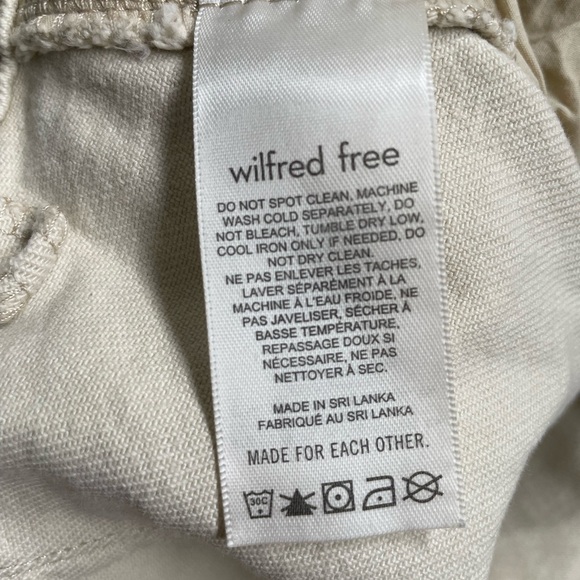 wilfred free
DO NOT SPOT CLEAN, MACHINE
WASH COLD SEPARATELY, DO
NOT BLEACH, TUMBLE DRY LOW,
COOL IRON ONLY IF NEEDED, DO
NOT DRY CLEAN.
NE PAS ENLEVER LES TACHES,
LAVER SÉPARÉMENT À LA
MACHINE À L'EAU FROIDE, NE
PAS JAVELISER, SÉCHER À
BASSE TEMPÉRATURE,
REPASSAGE DOUX SI
NÉCESSAIRE, NE PAS
NETTOYER À SEC.
MADE IN SRI LANKA
FABRIQUÉ AU SRI LANKA
MADE FOR EACH OTHER.
30C